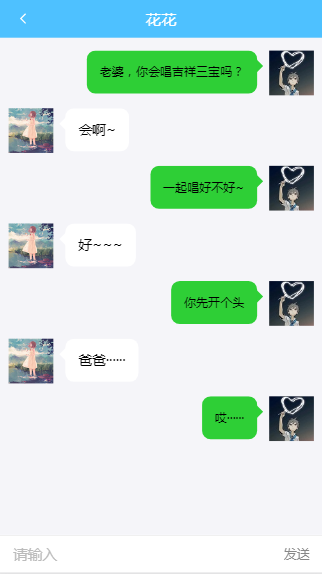 花花
老婆，你会唱吉祥三宝吗？
会啊~
一起唱好不好~
好~~~
你先开个头
爸爸······
哎······
请输入
发送